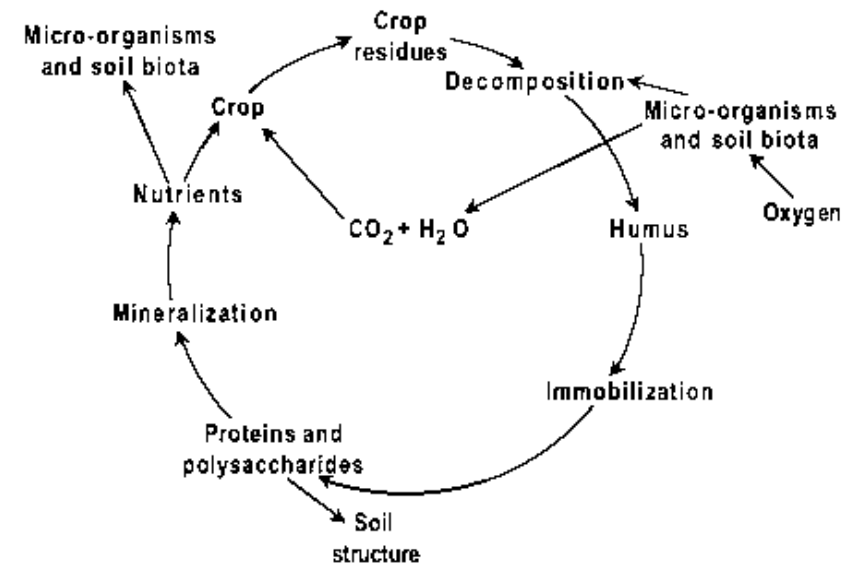 Crop
residues
Micro-organisms
and soil biota
Decomposition
Crop
Micro-organisms
and soil biota
Nutrients
Oxygen
CO₂ + H₂O
Humus
Mineralization
Immobilization
Proteins and
polysaccharides
Soil
structure